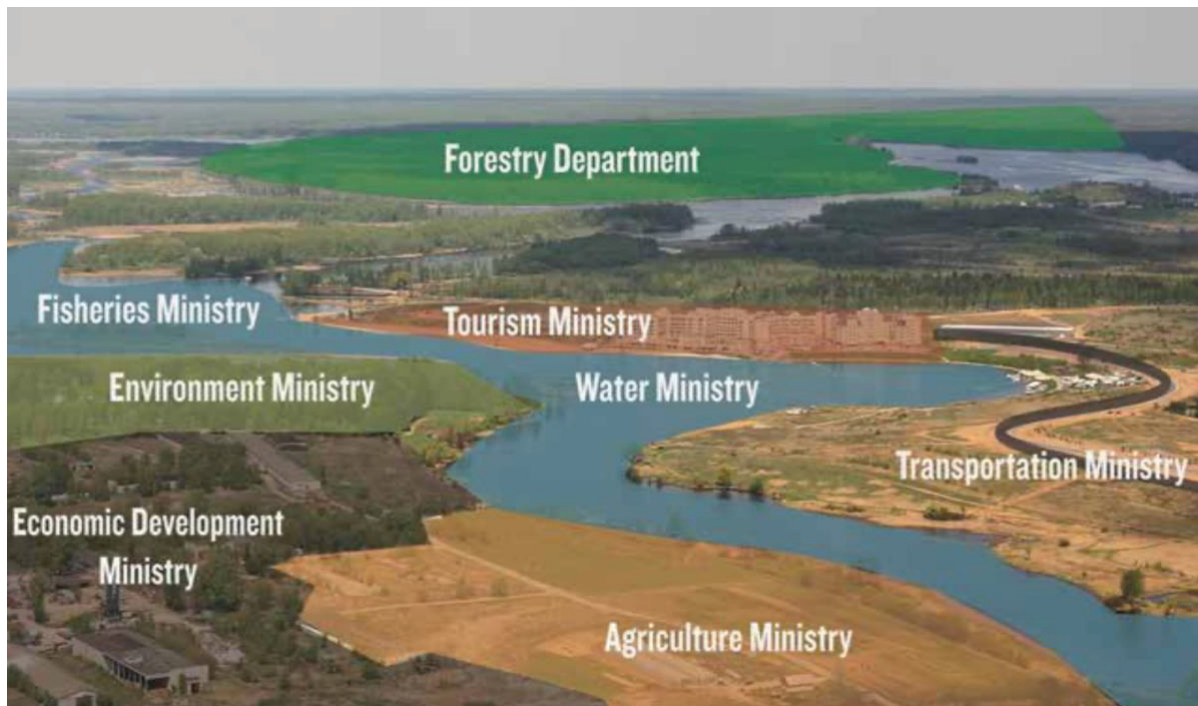 Forestry Department
Fisheries Ministry
Tourism Ministry
Environment Ministry
Water Ministry
Transportation Ministry
Economic Development
Ministry
Agriculture Ministry